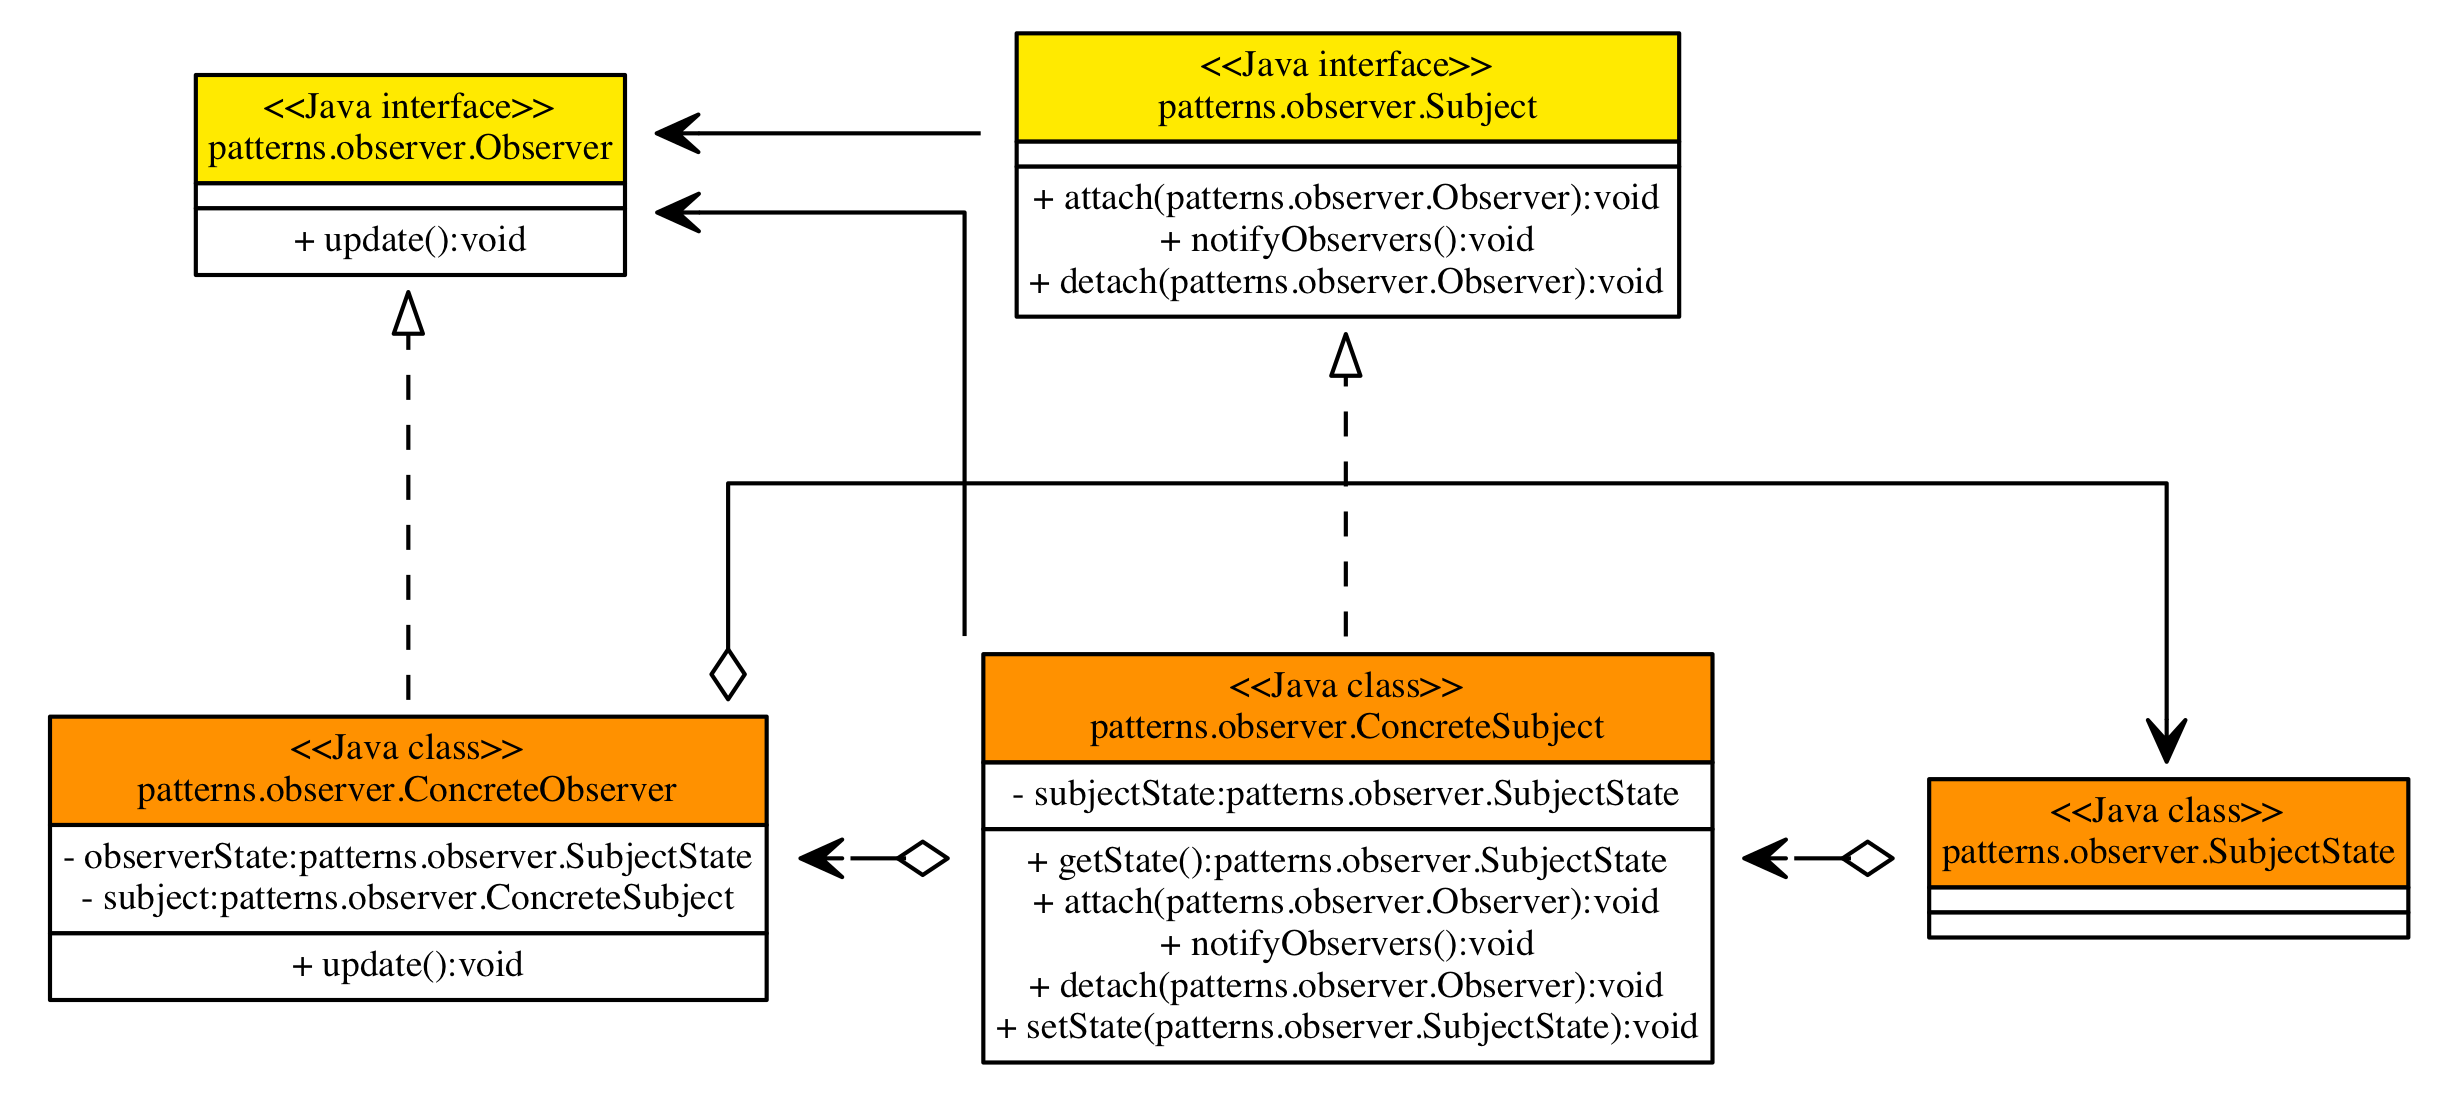 <<Java interface>>
patterns.observer.Observer
+ update():void
<<Java interface>>
patterns.observer.Subject
+ attach(patterns.observer.Observer):void
+ notifyObservers():void
+ detach(patterns.observer.Observer):void
<<Java class>>
patterns.observer.ConcreteObserver
- observerState:patterns.observer.SubjectState
- subject:patterns.observer.ConcreteSubject
+ update():void
<<Java class>>
patterns.observer.ConcreteSubject
- subjectState:patterns.observer.SubjectState
+ getState():patterns.observer.SubjectState
+ attach(patterns.observer.Observer):void
+ notifyObservers():void
+ detach(patterns.observer.Observer):void
+ setState(patterns.observer.SubjectState):void
<<Java class>>
patterns.observer.SubjectState